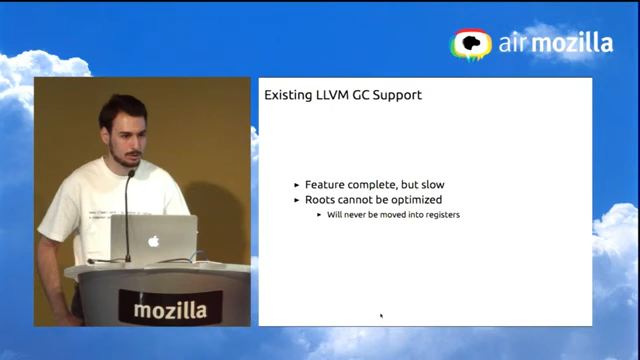 air mozilla
Existing LLVM GC Support
Feature complete, but slow
Roots cannot be optimized
Will never be moved into registers
mozilla